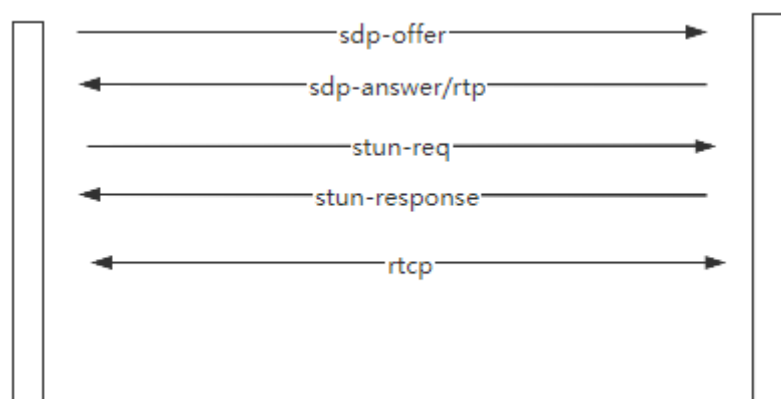 sdp-offer
sdp-answer/rtp
stun-req
stun-response
rtcp